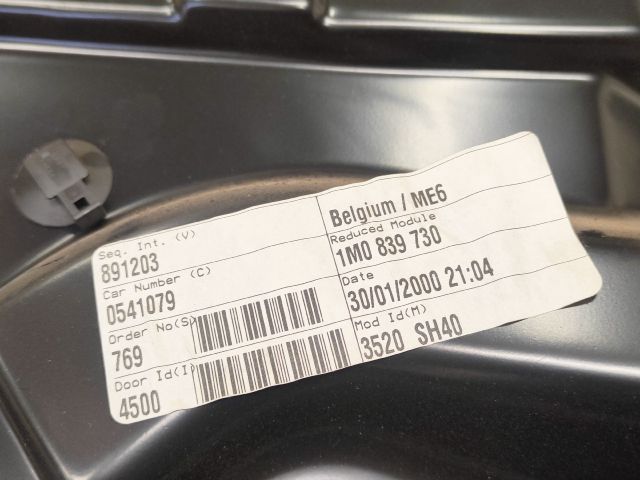 Seq. Int. (V)
891203
Car Number (C)
0541079
Order No(S)
769
Door Id(I)
4500
Belgium / ME6
Reduced Module
1M0 839 730
Date
30/01/2000 21:04
Mod Id(M)
3520 SH40